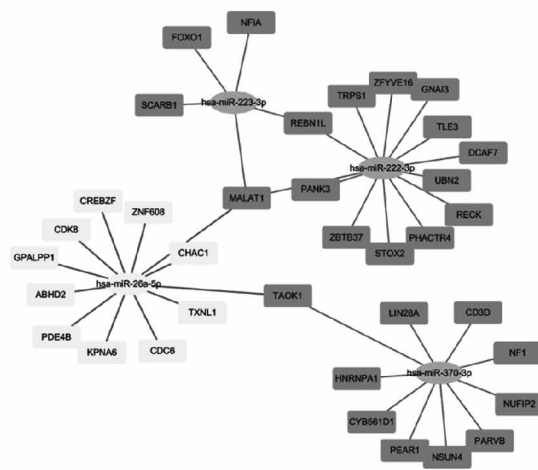 NFIA
FOXO1
SCARB1
hsa-miR-223-3p
REBN1L
TRPS1
ZFYVE16
GNAI3
TLE3
DCAF7
hsa-miR-222-3p
UBN2
MALAT1
PANK3
RECK
ZBTB37
STOX2
PHACTR4
CREBZF
ZNF608
CDK8
CHAC1
GPALPP1
hsa-miR-26a-5p
ABHD2
TXNL1
PDE4B
KPNA6
CDC6
TAOK1
LIN28A
CD3D
NF1
hsa-miR-370-3p
HNRNPA1
NUFIP2
CYB561D1
PARVB
PEAR1
NSUN4